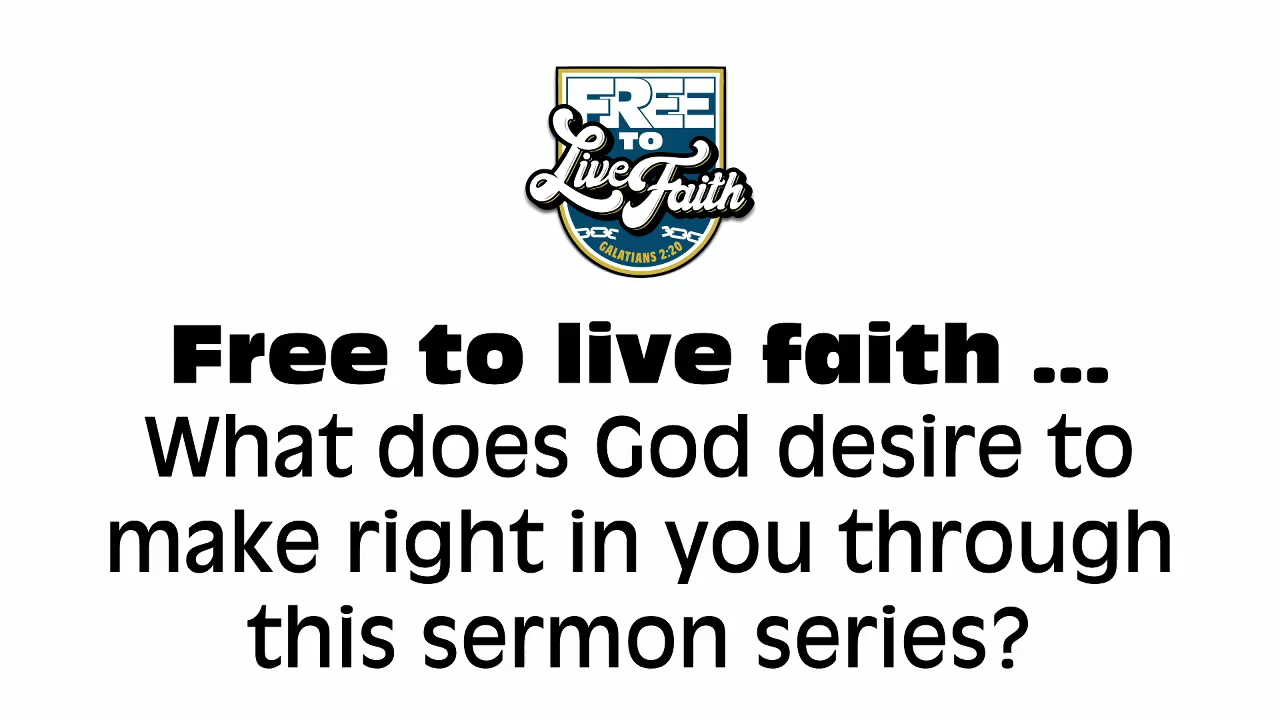 FREE
TO
Live Faith
GALATIANS 2:20
Free to live faith ...
What does God desire to
make right in you through
this sermon series?